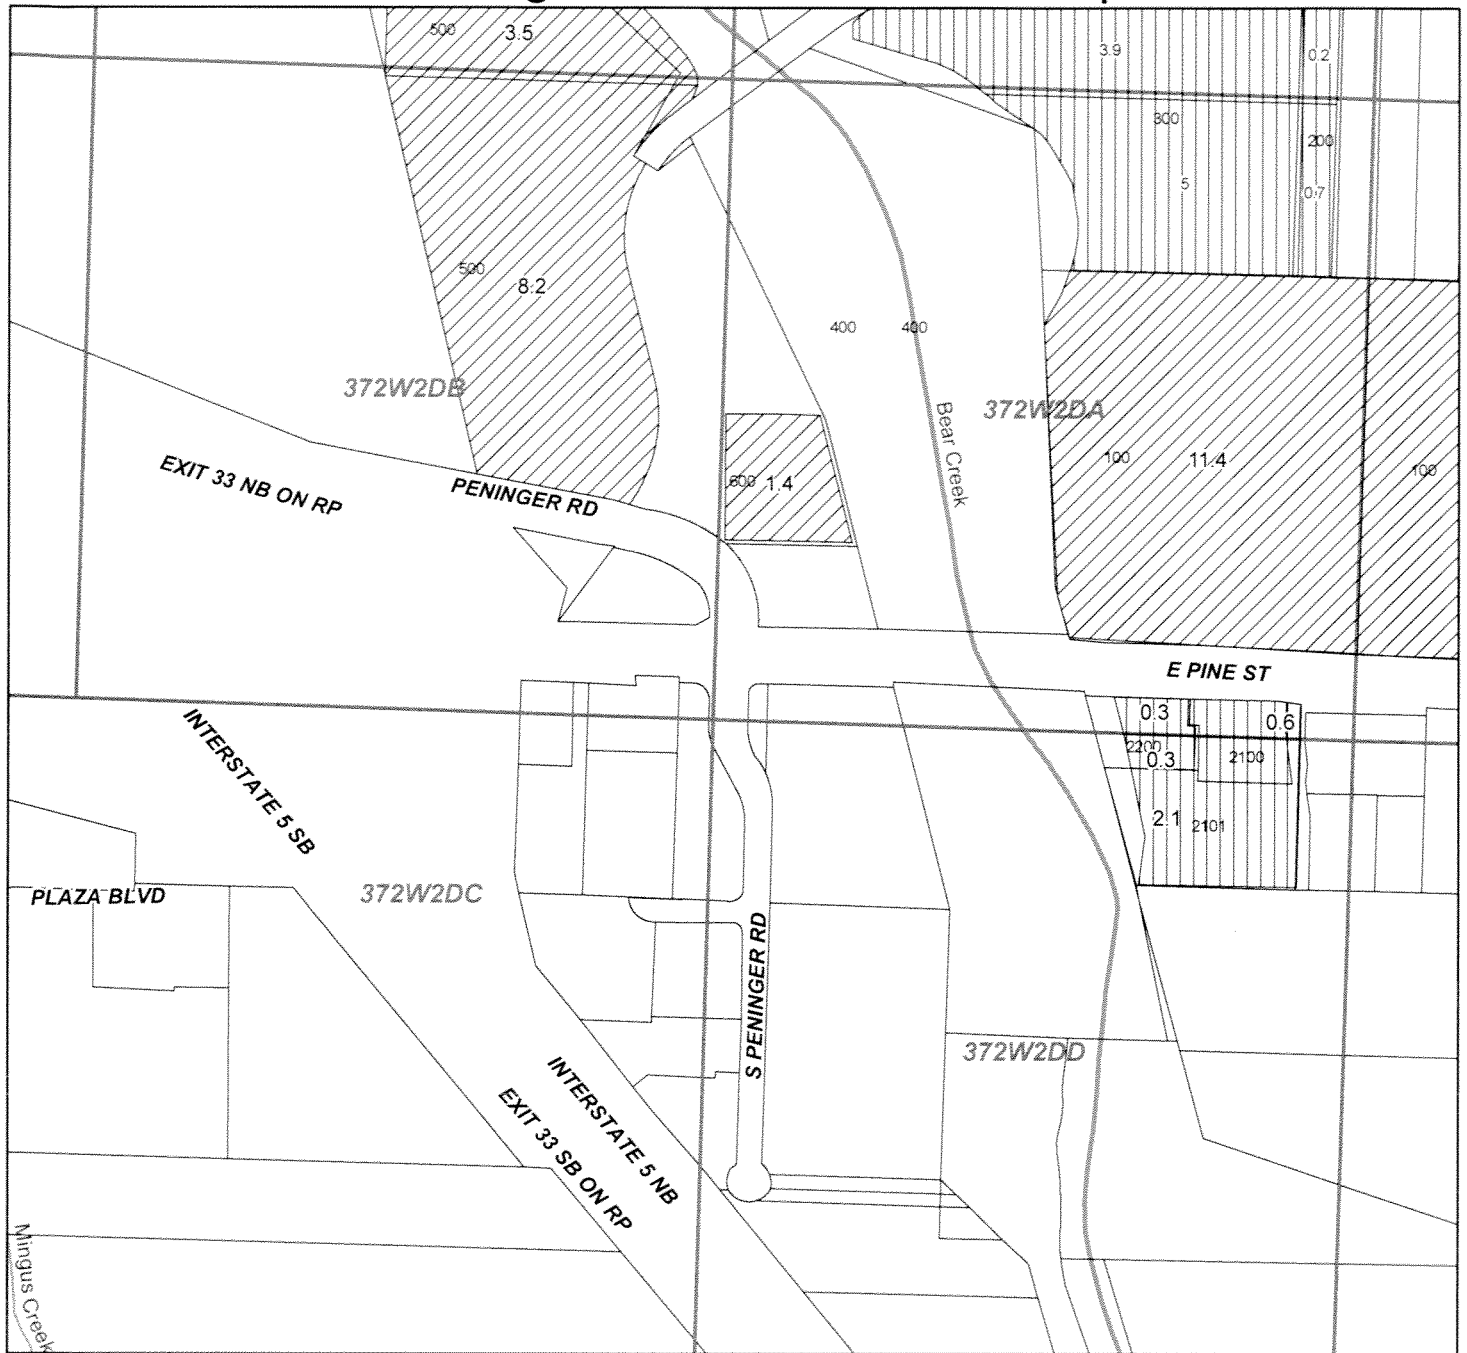 500 3.5
3.9
0.2
300
200
5
0.7
500
8.2
400 400
372W2DB
Bear Creek
372W2DA
100 11.4 100
EXIT 33 NB ON RP
PENINGER RD
600 1.4
E PINE ST
INTERSTATE 5 SB
0.3
0.6
2200
0.3
2100
2.1 2101
PLAZA BLVD
372W2DC
S PENINGER RD
372W2DD
INTERSTATE 5 NB
EXIT 33 SB ON RP
Mingus Creek